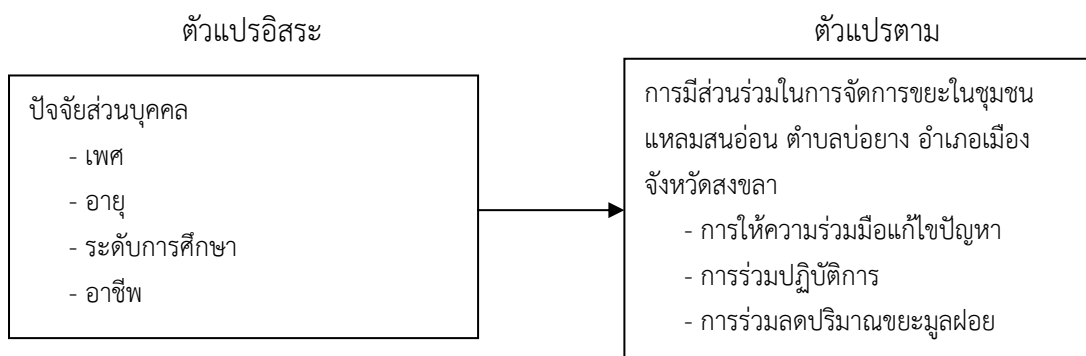 ตัวแปรอิสระ
ตัวแปรตาม
ปัจจัยส่วนบุคคล
- เพศ
- อายุ
- ระดับการศึกษา
- อาชีพ
การมีส่วนร่วมในการจัดการขยะในชุมชน
แหลมสนอ่อน ตำบลบ่อยาง อำเภอเมือง
จังหวัดสงขลา
- การให้ความร่วมมือแก้ไขปัญหา
- การร่วมปฏิบัติการ
- การร่วมลดปริมาณขยะมูลฝอย